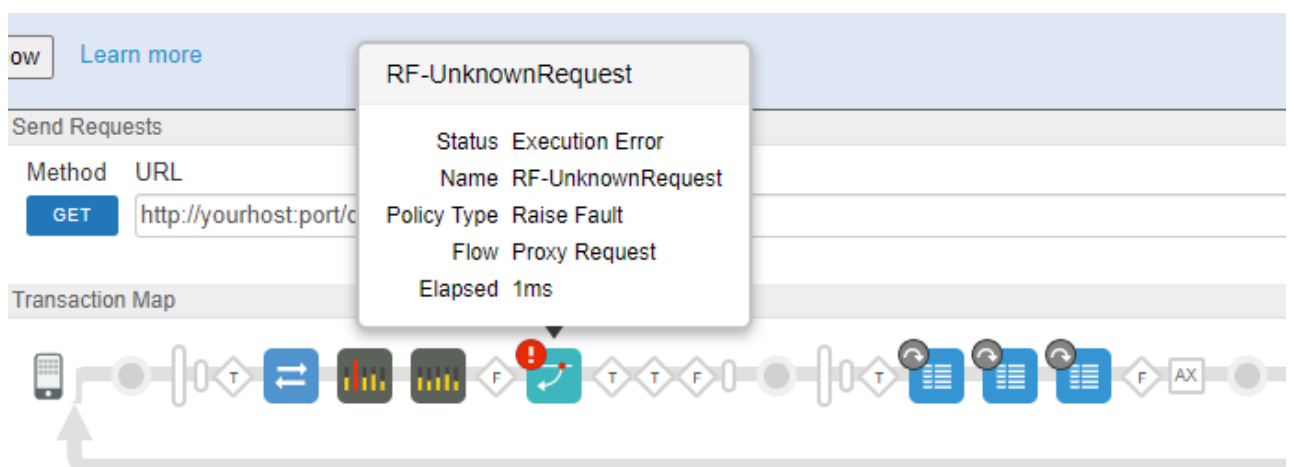 ow Learn more
RF-UnknownRequest
Send Requests
Status Execution Error
Method URL
Name RF-UnknownRequest
GET http://yourhost:port/c
Policy Type Raise Fault
Flow Proxy Request
Elapsed 1ms
Transaction Map
T F T T F T F AX